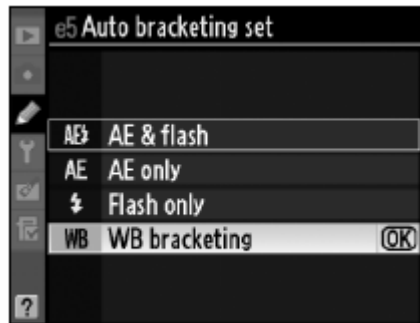 e5 Auto bracketing set
AE⚡ AE & flash
AE AE only
⚡ Flash only
WB WB bracketing OK
?